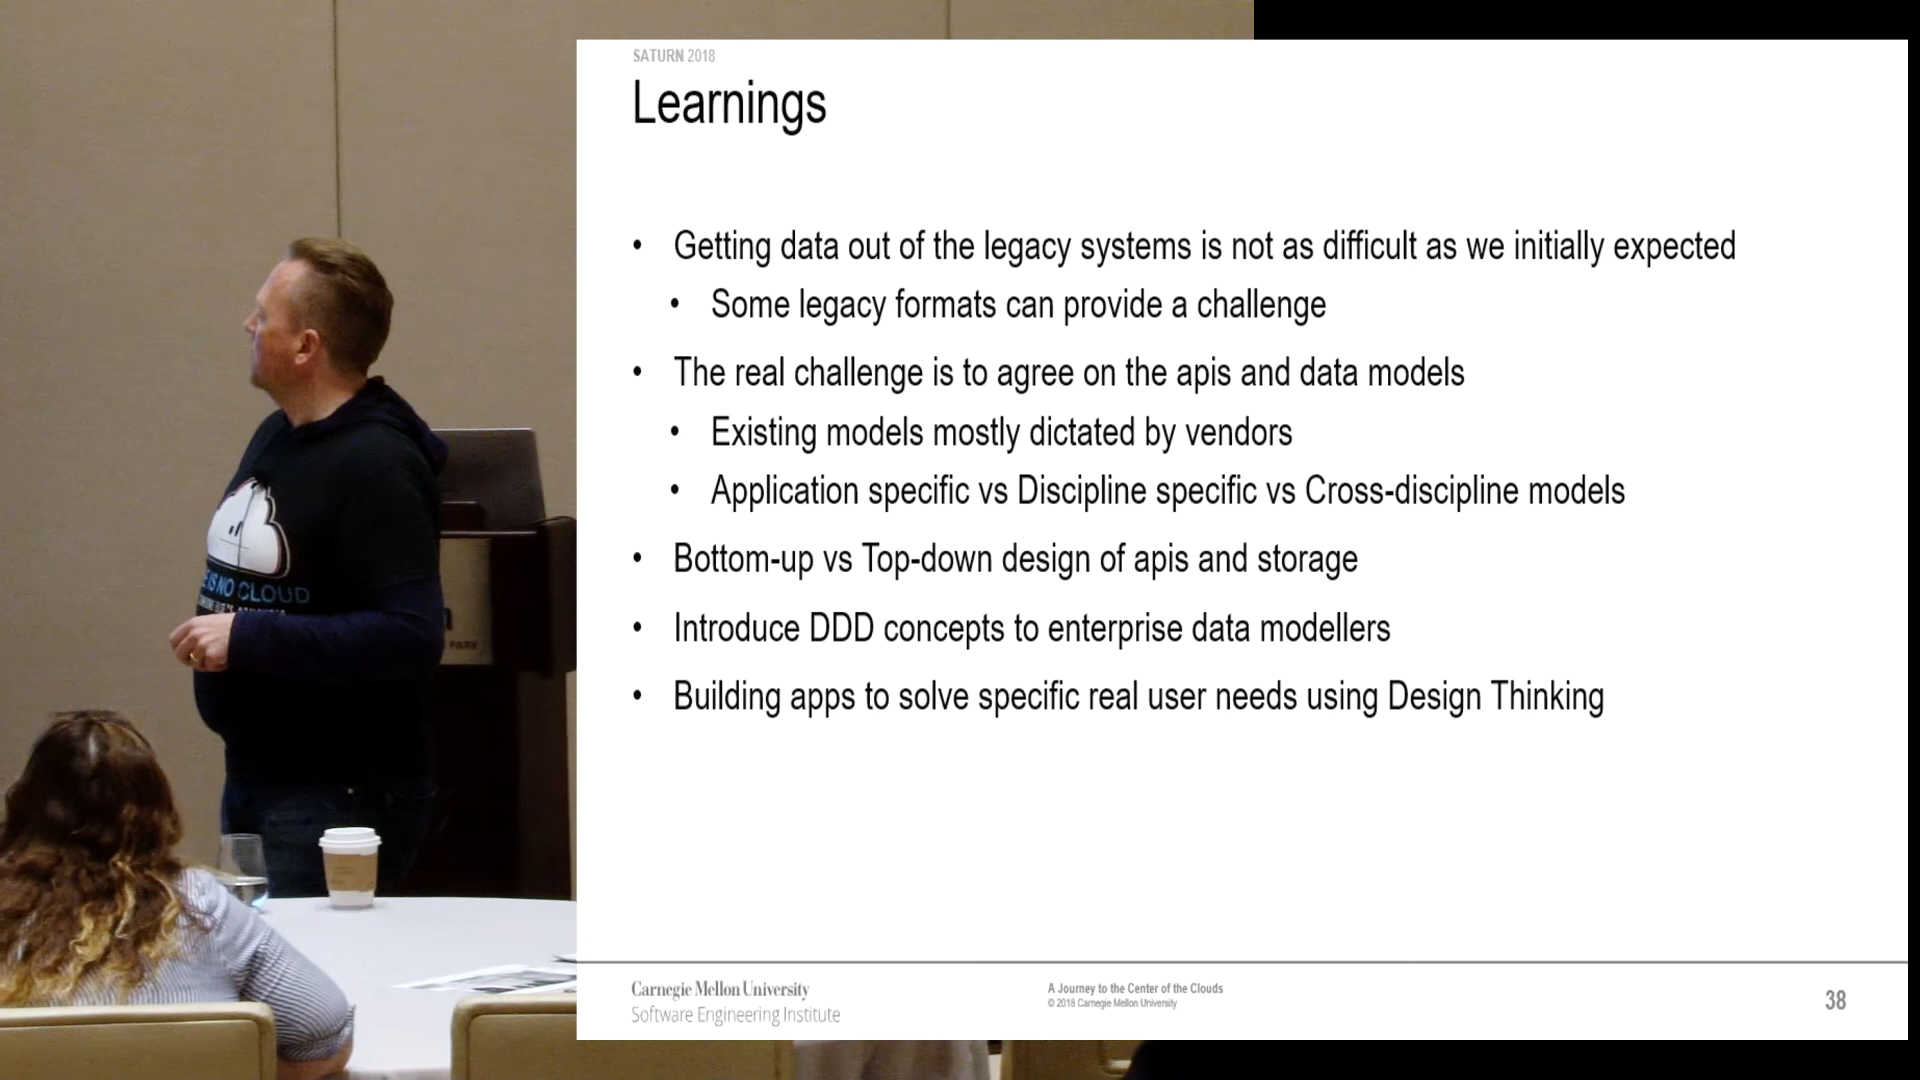 SATURN 2018
Learnings
• Getting data out of the legacy systems is not as difficult as we initially expected
• Some legacy formats can provide a challenge
• The real challenge is to agree on the apis and data models
• Existing models mostly dictated by vendors
• Application specific vs Discipline specific vs Cross-discipline models
• Bottom-up vs Top-down design of apis and storage
• Introduce DDD concepts to enterprise data modellers
• Building apps to solve specific real user needs using Design Thinking
Carnegie Mellon University
Software Engineering Institute
A Journey to the Center of the Clouds
© 2018 Carnegie Mellon University
38
IS NO CLOUD
PARK